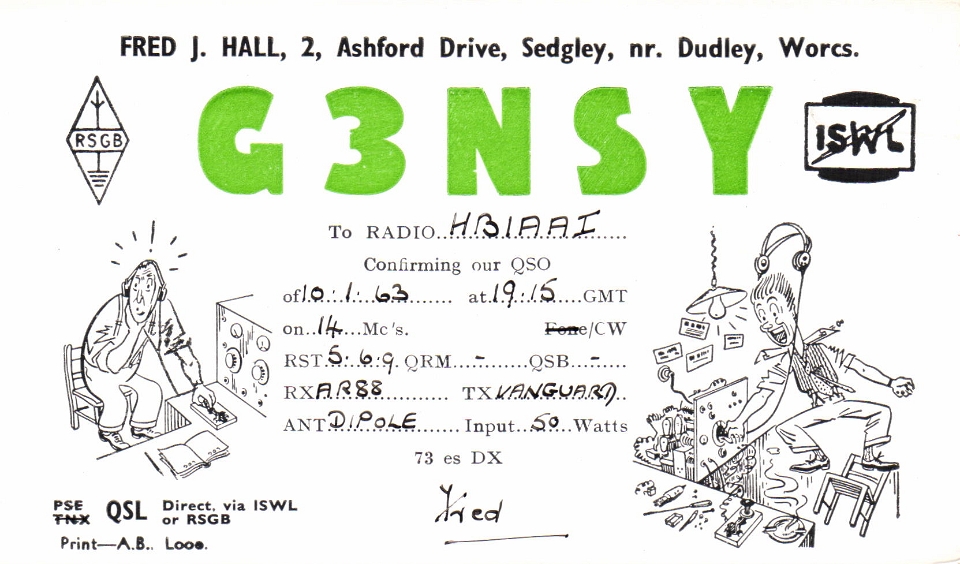 FRED J. HALL, 2, Ashford Drive, Sedgley, nr. Dudley, Worcs.
RSGB
G3NSY
ISWL
To RADIO HB1AAI
Confirming our QSO
of 10.1.63 at 19.15 GMT
on 14 Mc's. Fone/CW
RST 5.6.9. QRM - QSB -
RX AR88 TX VANGUARD
ANT DIPOLE Input 50 Watts
73 es DX
Fred
PSE
TNX QSL Direct, via ISWL
or RSGB
Print—A.B., Looe.